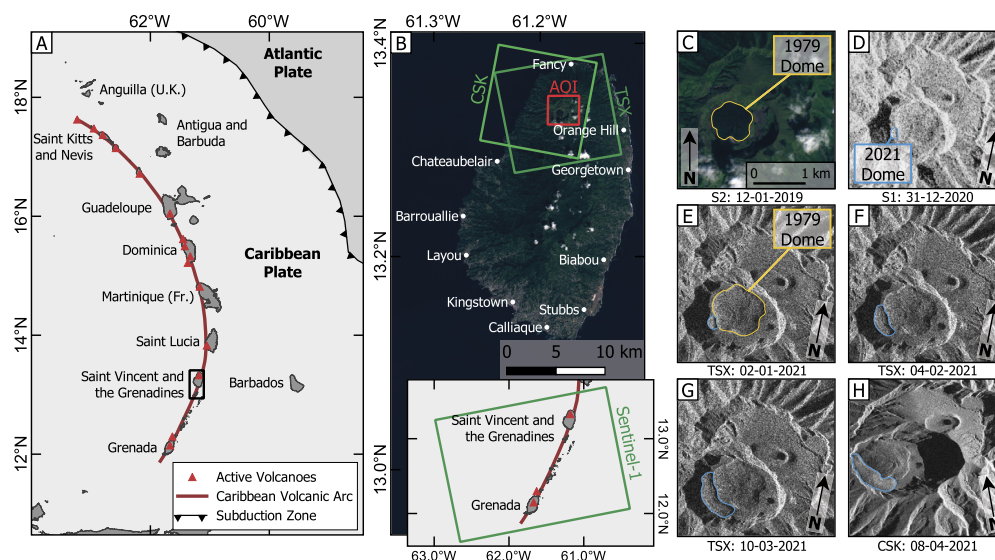 62°W
60°W
A
Atlantic
Plate
18°N
Anguilla (U.K.)
Saint Kitts
and Nevis
Antigua and
Barbuda
16°N
Guadeloupe
Dominica
Caribbean
Plate
Martinique (Fr.)
14°N
Saint Lucia
Saint Vincent and
the Grenadines
Barbados
12°N
Grenada
Active Volcanoes
Caribbean Volcanic Arc
Subduction Zone
61.3°W
61.2°W
B
13.4°N
Fancy
CSK
AOI
TSX
Orange Hill
Chateaubelair
Georgetown
Barrouallie
13.2°N
Layou
Biabou
Kingstown
Stubbs
Calliaque
0
5
10 km
Saint Vincent and
the Grenadines
Sentinel-1
13.0°N
13.0°N
Grenada
12.0°N
63.0°W
62.0°W
61.0°W
C
1979
Dome
N
0
1 km
S2: 12-01-2019
D
2021
Dome
N
S1: 31-12-2020
E
1979
Dome
N
TSX: 02-01-2021
F
N
TSX: 04-02-2021
G
N
TSX: 10-03-2021
H
N
CSK: 08-04-2021